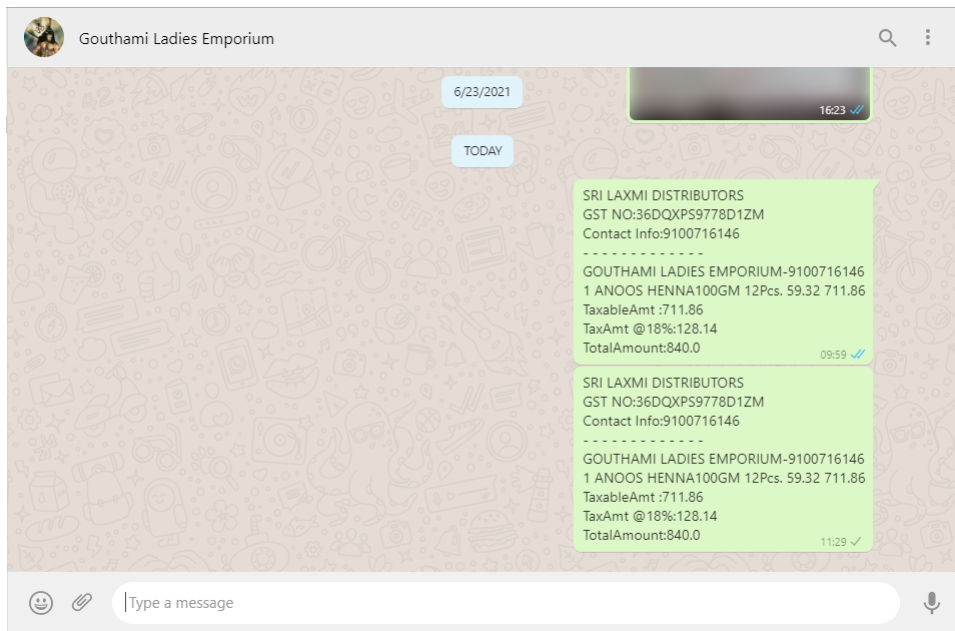 Gouthami Ladies Emporium
6/23/2021
16:23
TODAY
SRI LAXMI DISTRIBUTORS
GST NO:36DQXPS9778D1ZM
Contact Info:9100716146
- - - - - - - - - - - - -
GOUTHAMI LADIES EMPORIUM-9100716146
1 ANOOS HENNA100GM 12Pcs. 59.32 711.86
TaxableAmt :711.86
TaxAmt @18%:128.14
TotalAmount:840.0
09:59
SRI LAXMI DISTRIBUTORS
GST NO:36DQXPS9778D1ZM
Contact Info:9100716146
- - - - - - - - - - - - -
GOUTHAMI LADIES EMPORIUM-9100716146
1 ANOOS HENNA100GM 12Pcs. 59.32 711.86
TaxableAmt :711.86
TaxAmt @18%:128.14
TotalAmount:840.0
11:29
Type a message